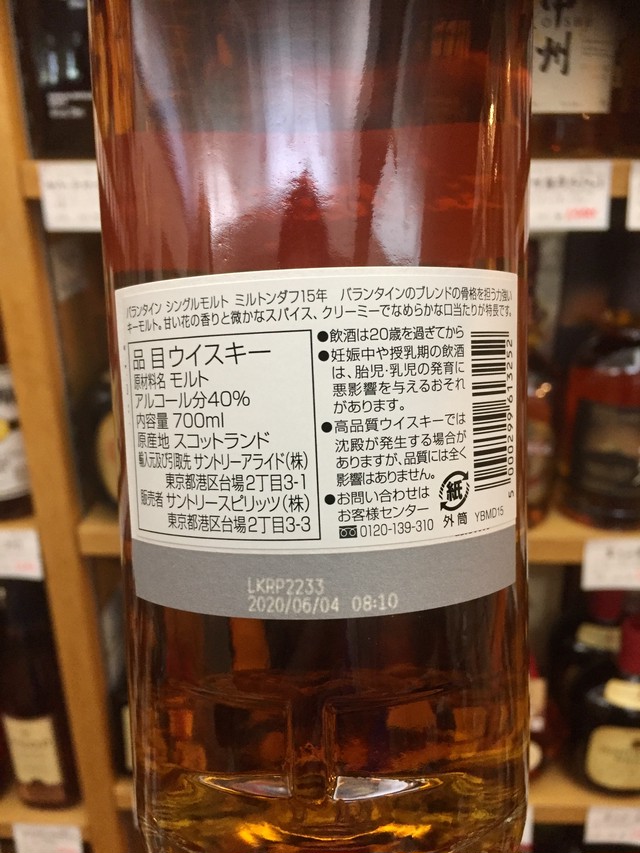 州
バランタイン シングルモルト ミルトンダフ15年　バランタインのブレンドの骨格を担う力強い
キーモルト。甘い花の香りと微かなスパイス、クリーミーでなめらかな口当たりが特長です。
品 目 ウイスキー
原材料名 モルト
アルコール分40%
内容量 700ml
原産地 スコットランド
輸入元及び引取先 サントリーアライド(株)
東京都港区台場2丁目3-1
販売者 サントリースピリッツ(株)
東京都港区台場2丁目3-3
●飲酒は20歳を過ぎてから
●妊娠中や授乳期の飲酒
は、胎児・乳児の発育に
悪影響を与えるおそれ
があります。
●高品質ウイスキーでは
沈殿が発生する場合が
ありますが、品質には全く
影響はありません。
●お問い合わせは
お客様センター
0120-139-310
紙
外 筒
YBMD15
5 000299 613252
LKRP2233
2020/06/04 08:10